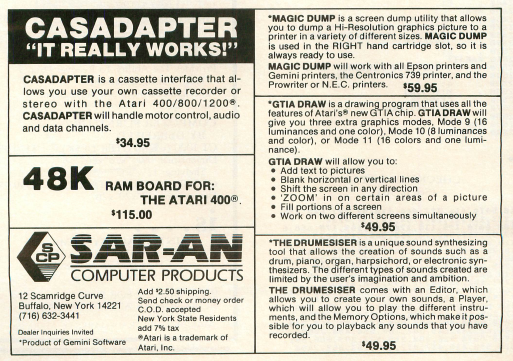 CASADAPTER
"IT REALLY WORKS!"
CASADAPTER is a cassette interface that al-
lows you use your own cassette recorder or
stereo with the Atari 400/800/1200®.
CASADAPTER will handle motor control, audio
and data channels.
$34.95
48K RAM BOARD FOR:
THE ATARI 400®.
$115.00
SCP
SAR-AN
COMPUTER PRODUCTS
12 Scamridge Curve
Buffalo, New York 14221
(716) 632-3441
Dealer Inquiries Invited
*Product of Gemini Software
Add $2.50 shipping.
Send check or money order
C.O.D. accepted
New York State Residents
add 7% tax
®Atari is a trademark of
Atari, Inc.
*MAGIC DUMP is a screen dump utility that allows
you to dump a Hi-Resolution graphics picture to a
printer in a variety of different sizes. MAGIC DUMP
is used in the RIGHT hand cartridge slot, so it is
always ready to use.
MAGIC DUMP will work with all Epson printers and
Gemini printers, the Centronics 739 printer, and the
Prowriter or N.E.C. printers. $59.95
*GTIA DRAW is a drawing program that uses all the
features of Atari's® new GTIA chip. GTIA DRAW will
give you three extra graphics modes, Mode 9 (16
luminances and one color), Mode 10 (8 luminances
and color), or Mode 11 (16 colors and one lumi-
nance).
GTIA DRAW will allow you to:
• Add text to pictures
• Blank horizontal or vertical lines
• Shift the screen in any direction
• 'ZOOM' in on certain areas of a picture
• Fill portions of a screen
• Work on two different screens simultaneously
$49.95
*THE DRUMESISER is a unique sound synthesizing
tool that allows the creation of sounds such as a
drum, piano, organ, harpsichord, or electronic syn-
thesizers. The different types of sounds created are
limited by the user's imagination and ambition.
THE DRUMESISER comes with an Editor, which
allows you to create your own sounds, a Player,
which will allow you to play the different instru-
ments, and the Memory Options, which make it pos-
sible for you to playback any sounds that you have
recorded.
$49.95